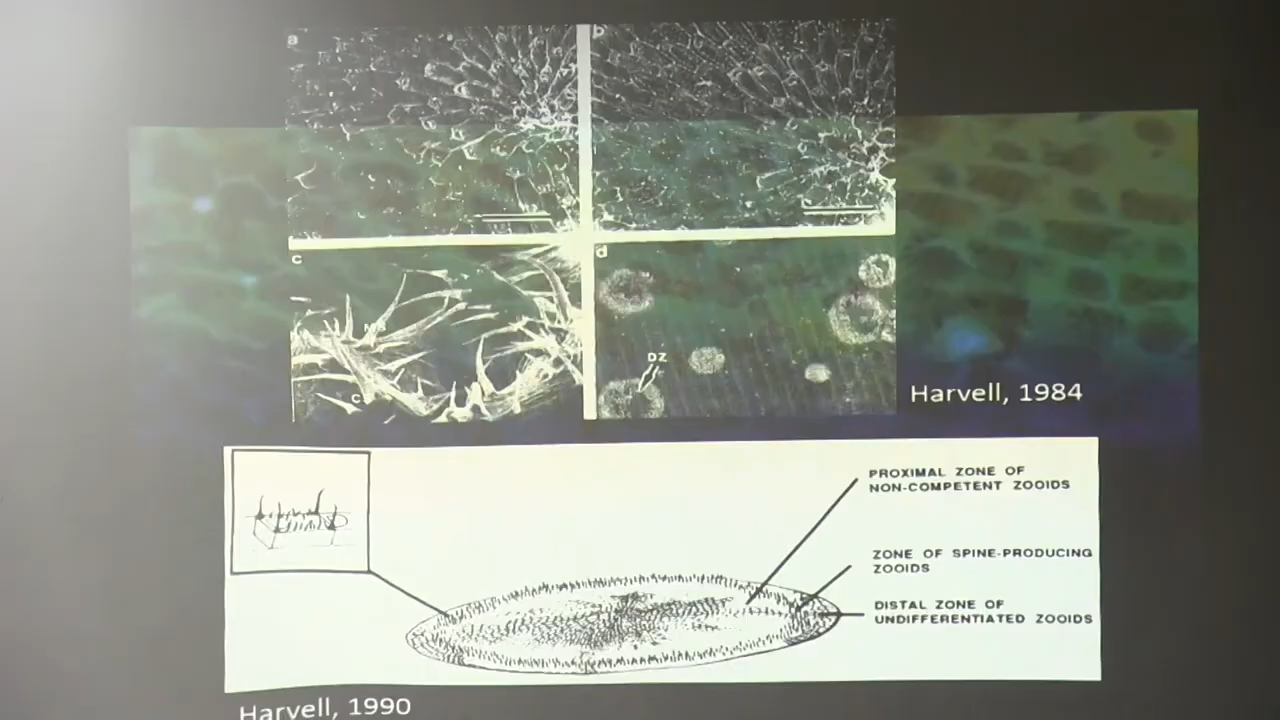 a
b
c
d
DZ
C
Harvell, 1984
PROXIMAL ZONE OF
NON-COMPETENT ZOOIDS
ZONE OF SPINE-PRODUCING
ZOOIDS
DISTAL ZONE OF
UNDIFFERENTIATED ZOOIDS
Harvell, 1990